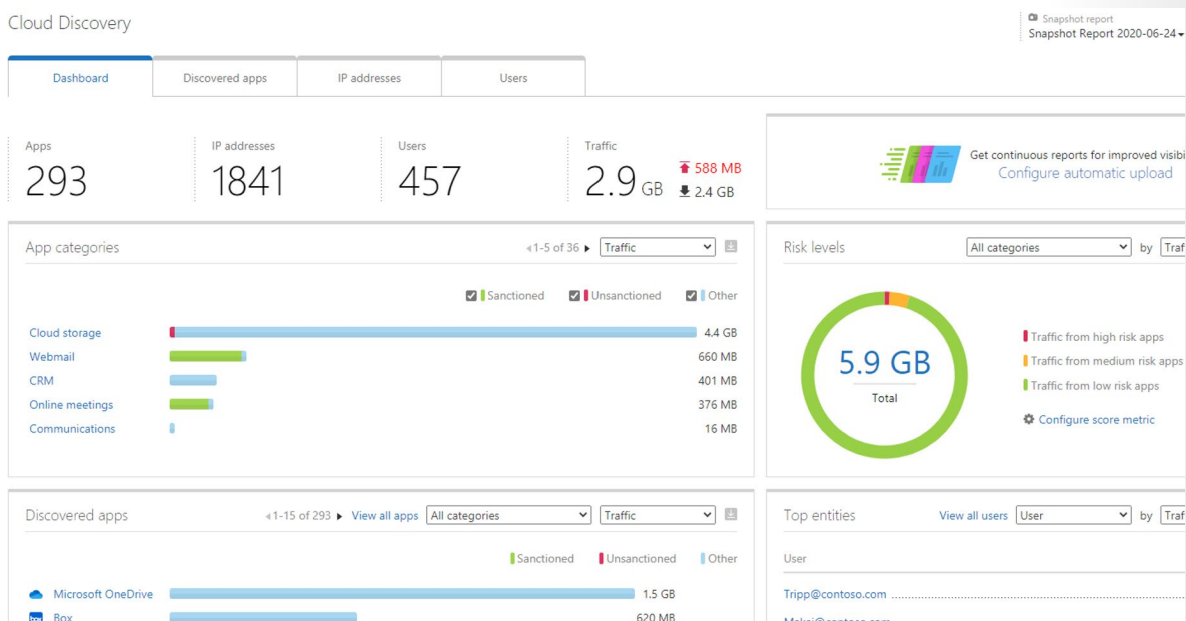 Cloud Discovery
Snapshot report
Snapshot Report 2020-06-24
Dashboard
Discovered apps
IP addresses
Users
Apps
293
IP addresses
1841
Users
457
Traffic
2.9 GB
588 MB
2.4 GB
Get continuous reports for improved visibi
Configure automatic upload
App categories
1-5 of 36
Traffic
Sanctioned
Unsanctioned
Other
Cloud storage
4.4 GB
Webmail
660 MB
CRM
401 MB
Online meetings
376 MB
Communications
16 MB
Risk levels
All categories
by
Traf
5.9 GB
Total
Traffic from high risk apps
Traffic from medium risk apps
Traffic from low risk apps
Configure score metric
Discovered apps
1-15 of 293
View all apps
All categories
Traffic
Sanctioned
Unsanctioned
Other
Microsoft OneDrive
1.5 GB
Box
620 MB
Top entities
View all users
User
by
Traf
User
Tripp@contoso.com